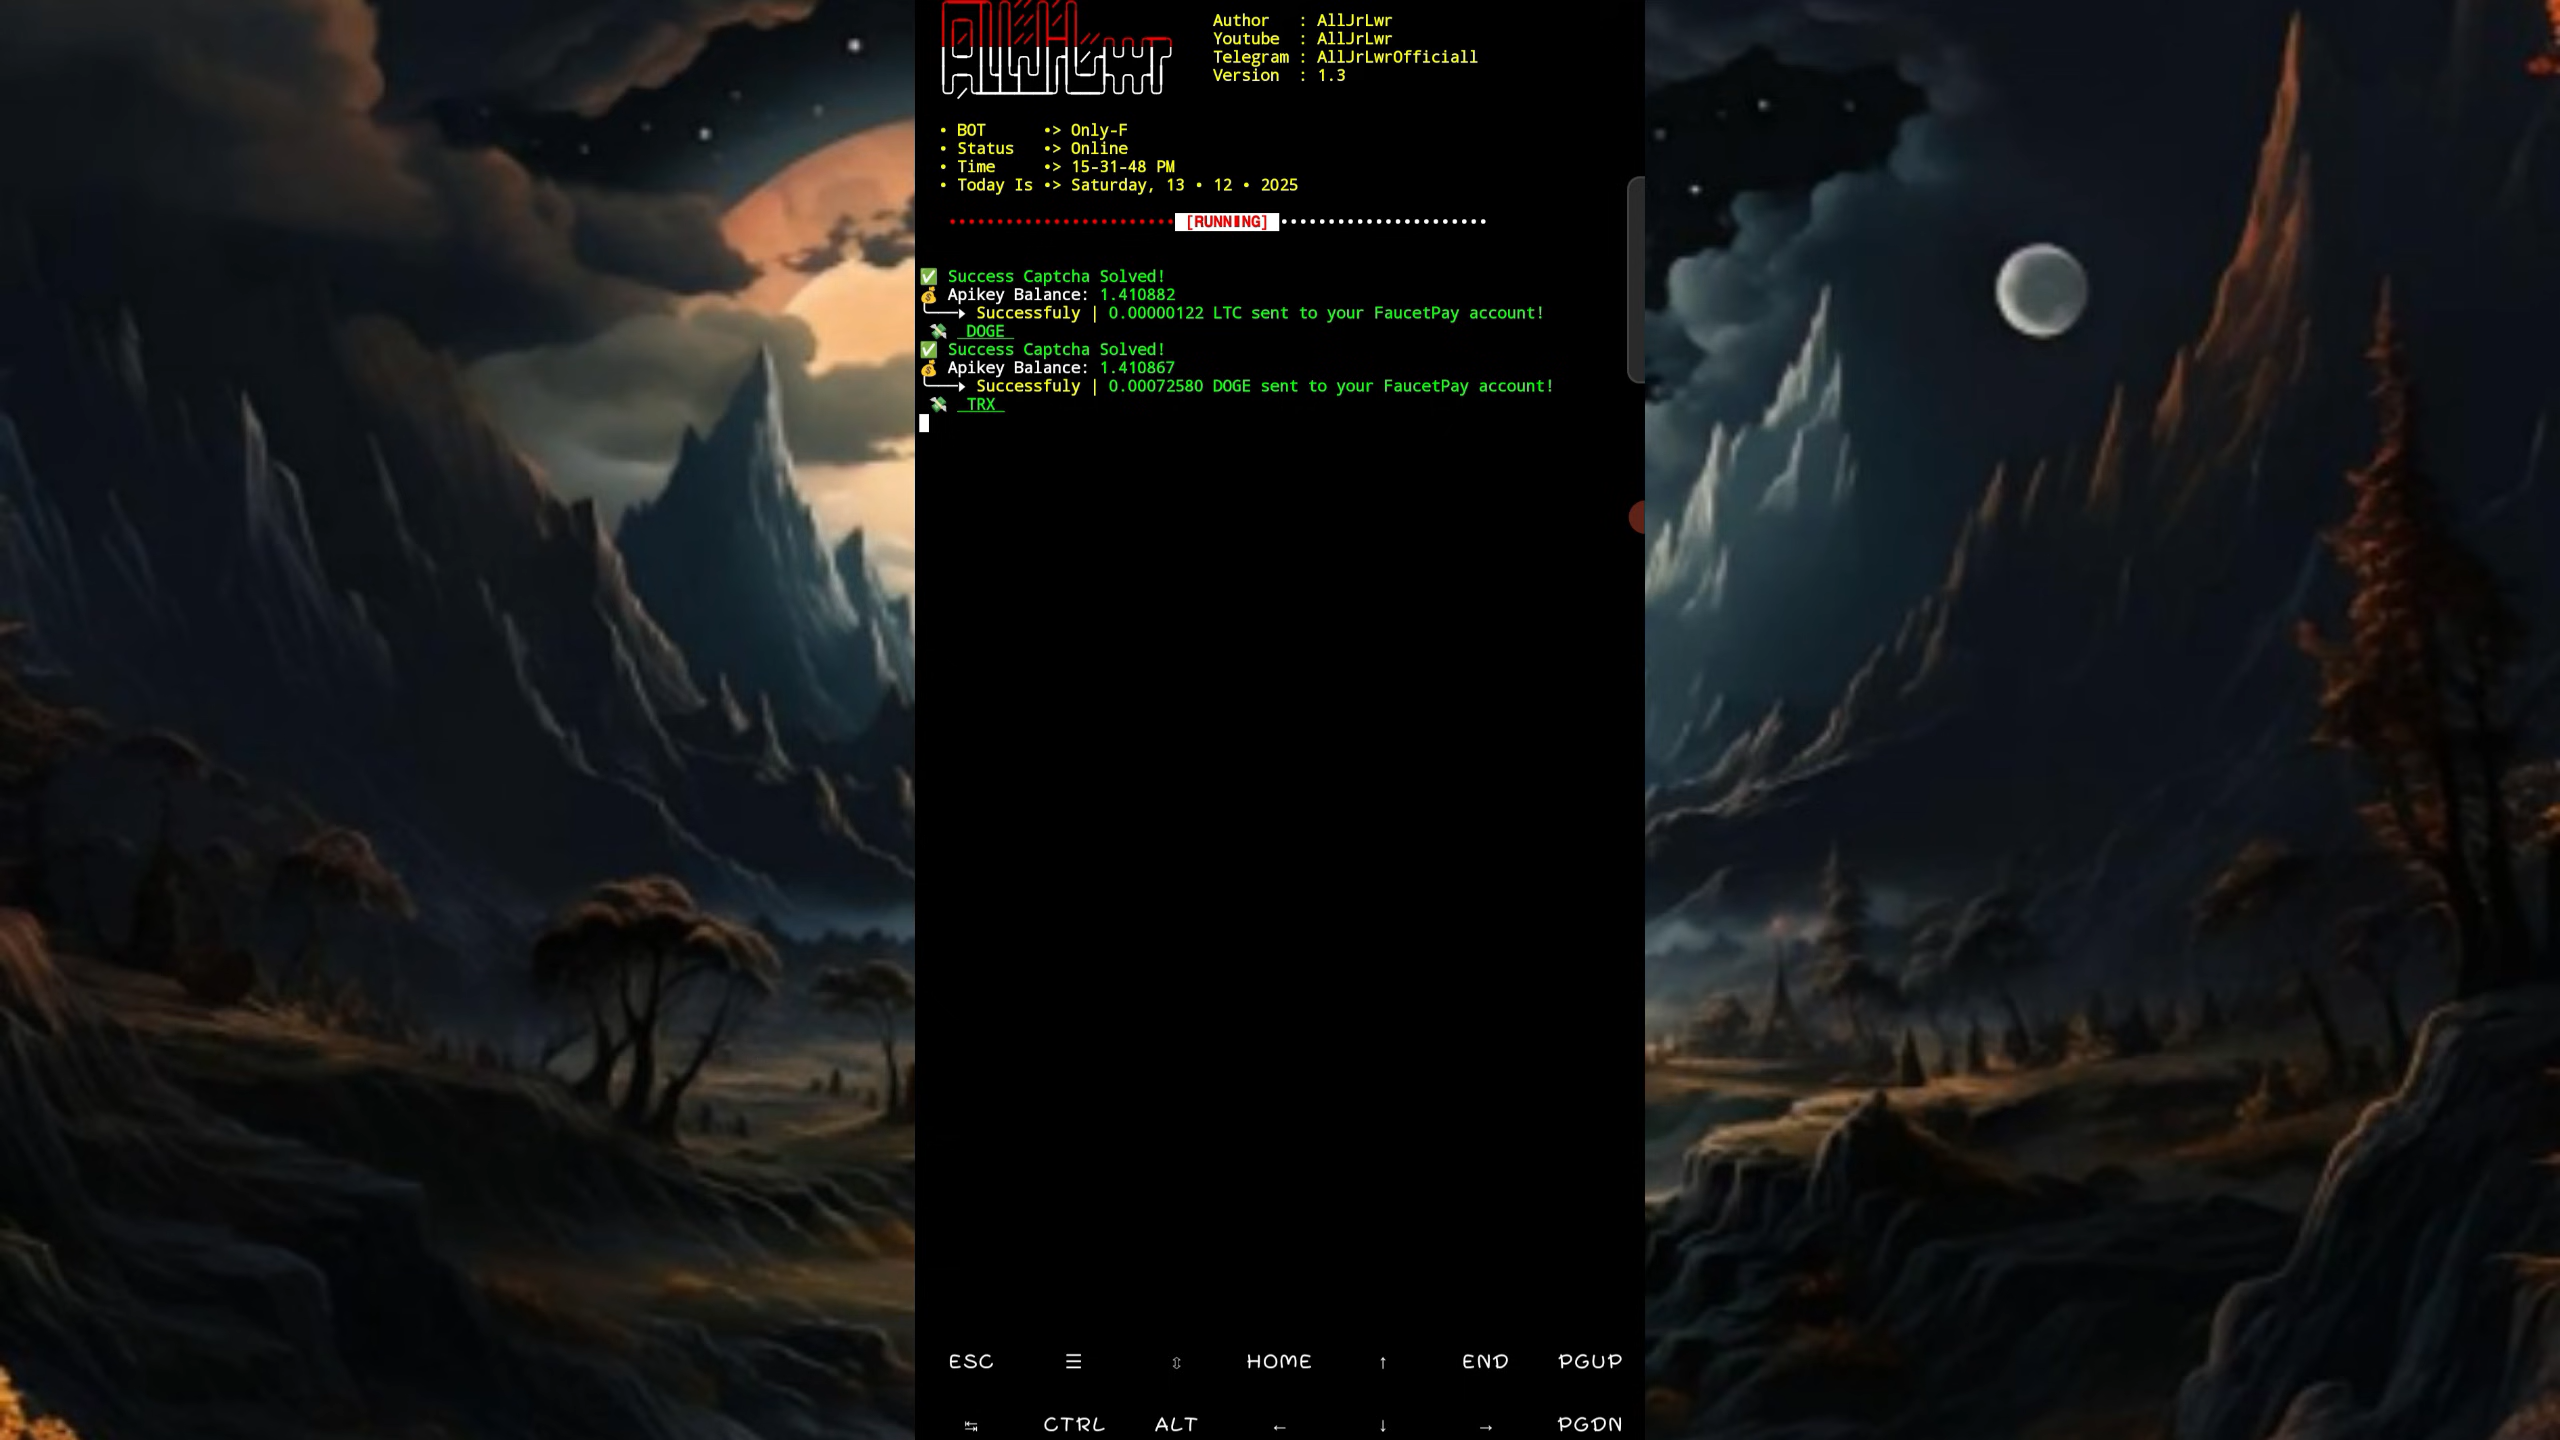 Author : AllJrLwr
Youtube : AllJrLwr
Telegram : AllJrLwrOfficiall
Version : 1.3
• BOT •> Only-F
• Status •> Online
• Time •> 15-31-48 PM
• Today Is •> Saturday, 13 • 12 • 2025
[RUNNING]
✅ Success Captcha Solved!
💰 Apikey Balance: 1.410882
Successfuly | 0.00000122 LTC sent to your FaucetPay account!
💸 DOGE
✅ Success Captcha Solved!
💰 Apikey Balance: 1.410867
Successfuly | 0.00072580 DOGE sent to your FaucetPay account!
💸 TRX
ESC ☰ ⇳ HOME ↑ END PGUP
↹ CTRL ALT ← ↓ → PGDN